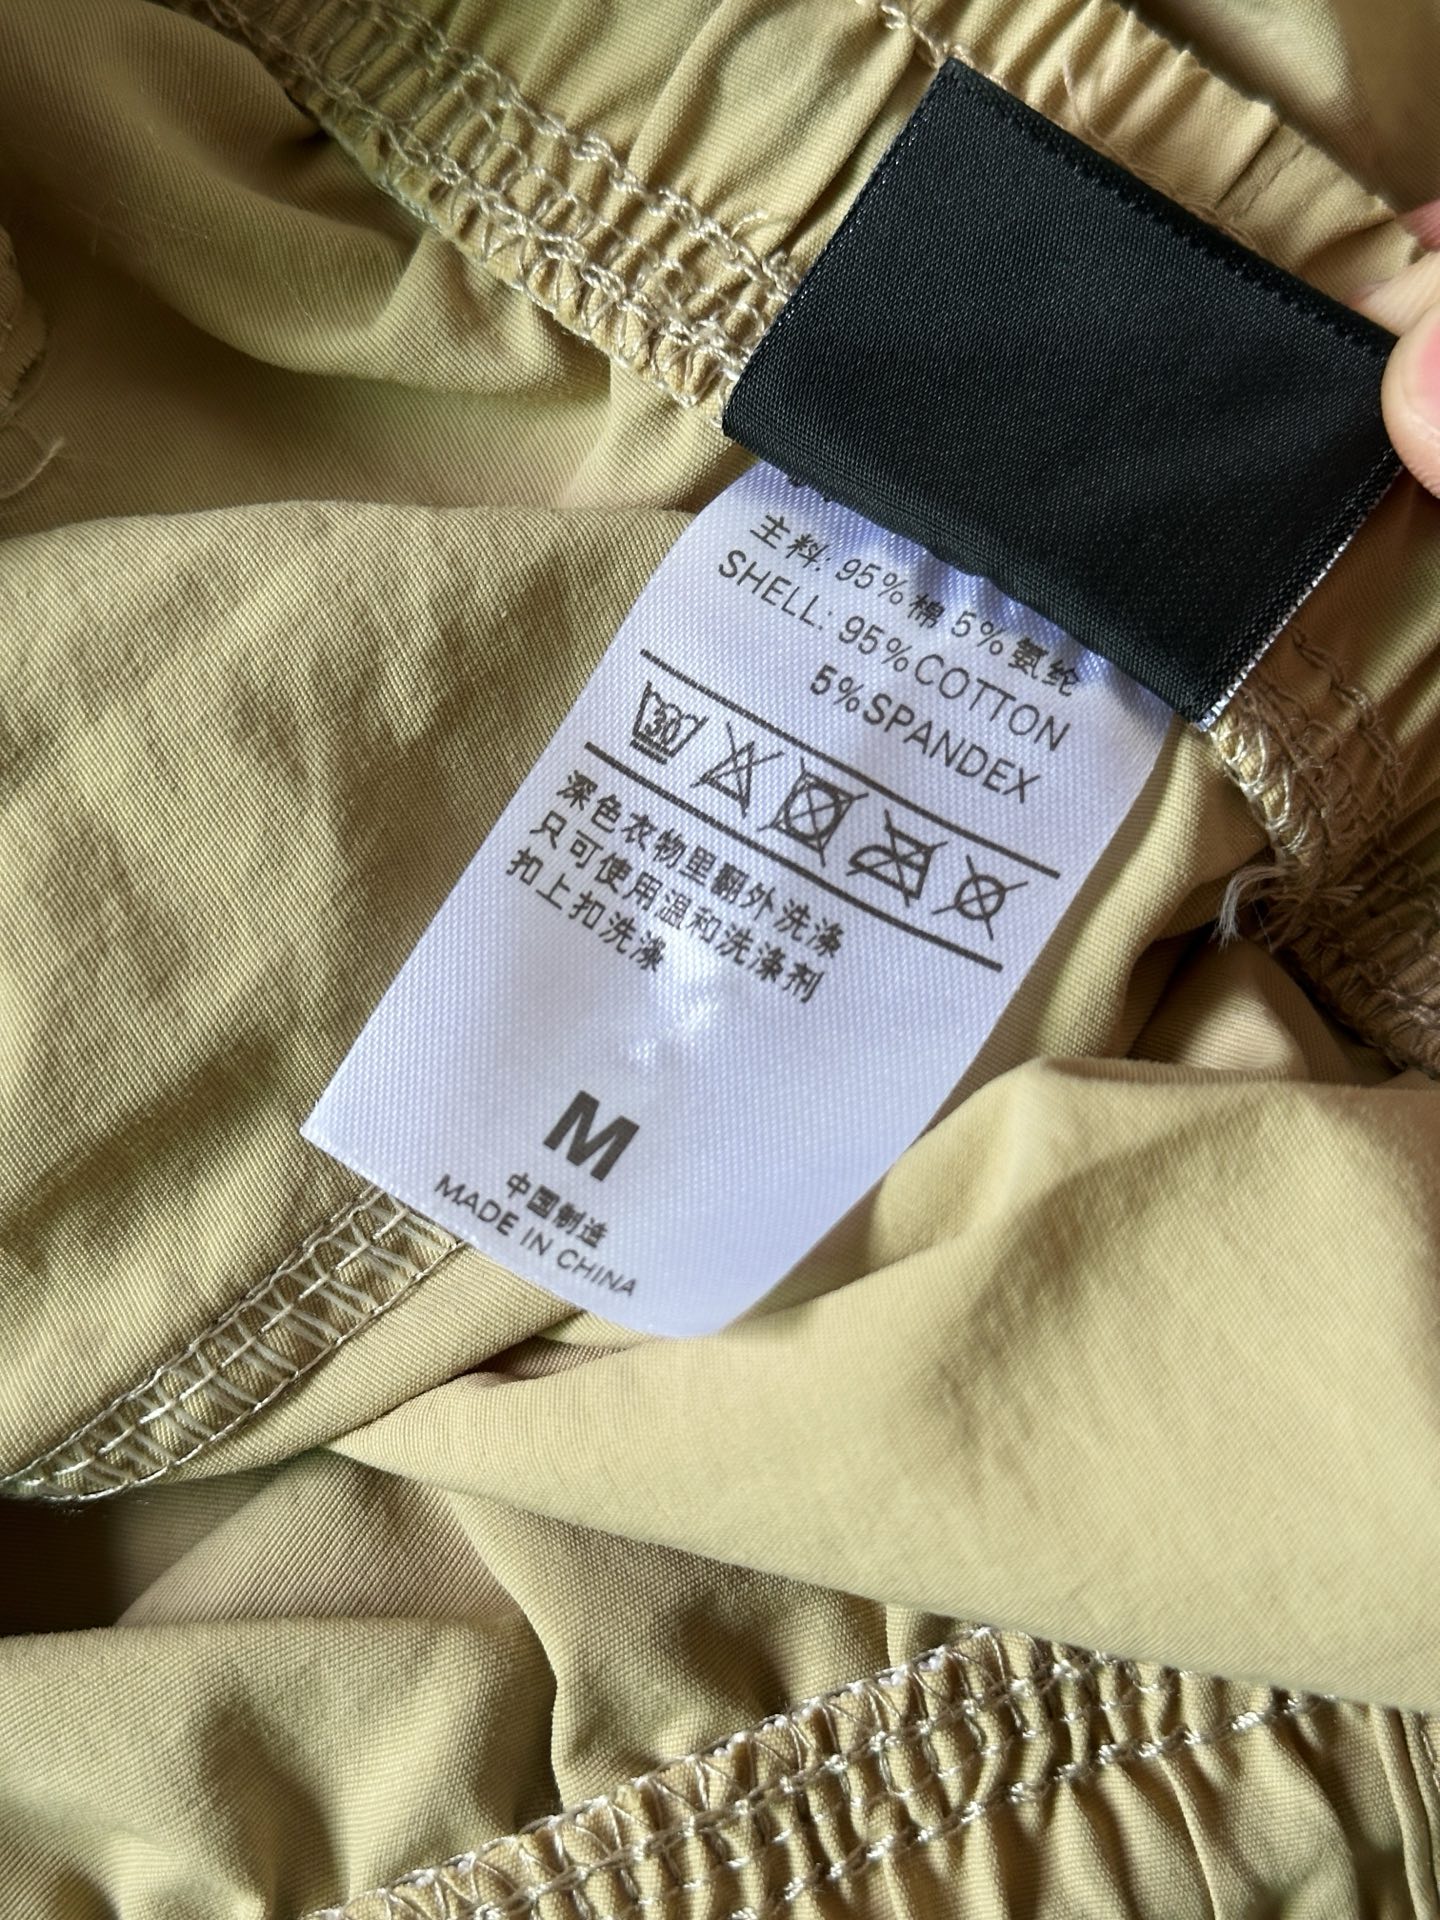 主料: 95%棉 5%氨纶
SHELL: 95%COTTON
5%SPANDEX
深色衣物里翻外洗涤
只可使用温和洗涤剂
扣上扣洗涤
M
中国制造
MADE IN CHINA